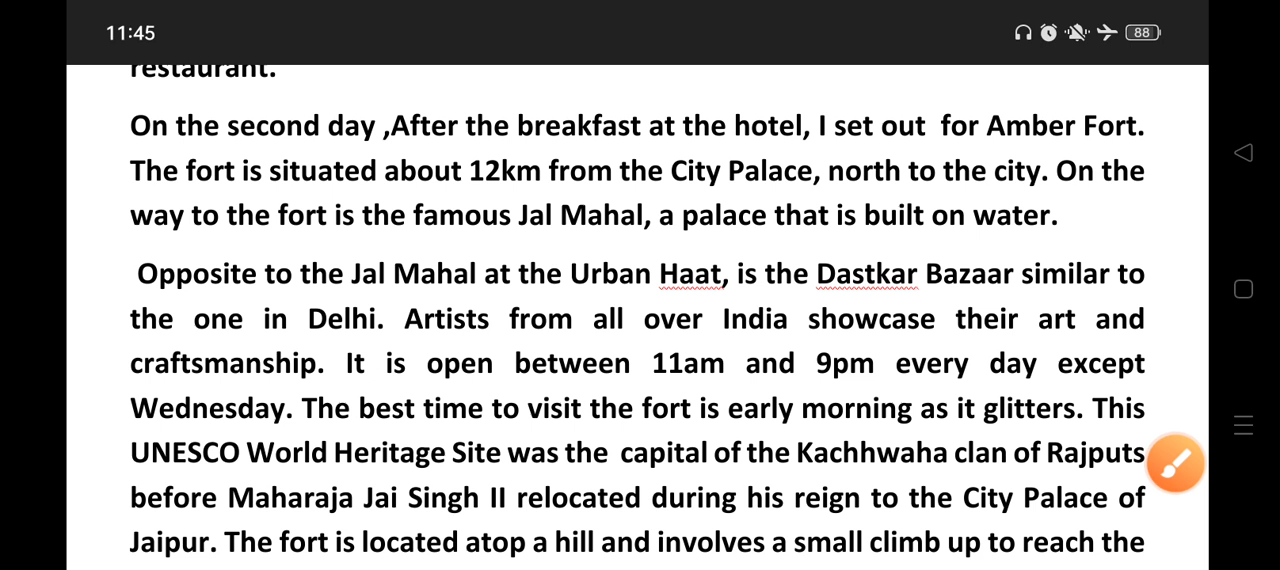 11:45
88
restaurant.
On the second day ,After the breakfast at the hotel, I set out  for Amber Fort.
The fort is situated about 12km from the City Palace, north to the city. On the
way to the fort is the famous Jal Mahal, a palace that is built on water.
Opposite to the Jal Mahal at the Urban Haat, is the Dastkar Bazaar similar to
the one in Delhi. Artists from all over India showcase their art and
craftsmanship. It is open between 11am and 9pm every day except
Wednesday. The best time to visit the fort is early morning as it glitters. This
UNESCO World Heritage Site was the  capital of the Kachhwaha clan of Rajputs
before Maharaja Jai Singh II relocated during his reign to the City Palace of
Jaipur. The fort is located atop a hill and involves a small climb up to reach the